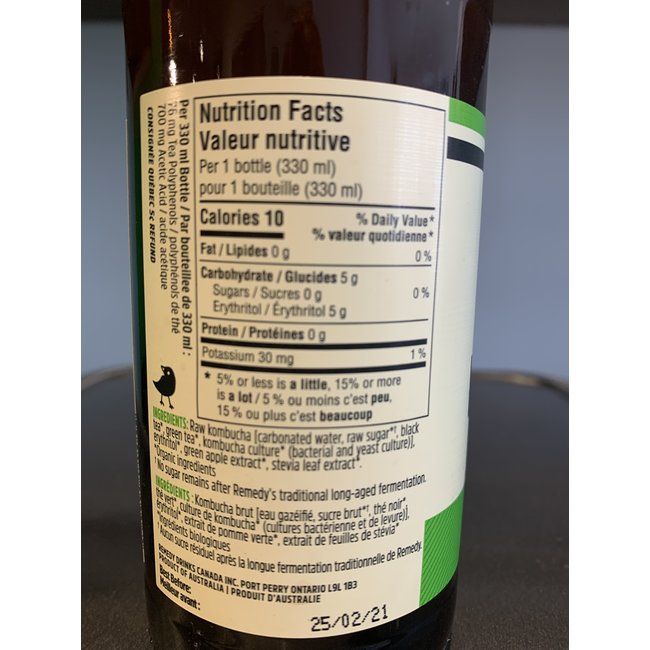 Nutrition Facts
Valeur nutritive
Per 1 bottle (330 ml)
pour 1 bouteille (330 ml)
Calories 10
% Daily Value*
% valeur quotidienne*
Fat / Lipides 0 g 0 %
Carbohydrate / Glucides 5 g
Sugars / Sucres 0 g 0 %
Erythritol / Érythritol 5 g
Protein / Protéines 0 g
Potassium 30 mg 1 %
* 5% or less is a little, 15% or more
is a lot / 5 % ou moins c'est peu,
15 % ou plus c'est beaucoup
Per 330 ml Bottle / Par bouteillee de 330 ml :
76 mg Tea Polyphenols / polyphénols de thé
700 mg Acetic Acid / acide acétique
CONSIGNÉE QUÉBEC 5¢ REFUND
INGREDIENTS: Raw kombucha [carbonated water, raw sugar*†, black
tea*, green tea*, kombucha culture* (bacterial and yeast culture)],
erythritol*, green apple extract*, stevia leaf extract*.
*Organic ingredients
† No sugar remains after Remedy's traditional long-aged fermentation.
INGRÉDIENTS : Kombucha brut [eau gazéifié, sucre brut*†, thé noir*
thé vert* culture de kombucha* (cultures bactérienne et de levure)],
érythritol*, extrait de pomme verte*, extrait de feuilles de stévia*
*Ingrédients biologiques
† Aucun sucre résiduel après la longue fermentation traditionnelle de Remedy.
REMEDY DRINKS CANADA INC. PORT PERRY ONTARIO L9L 1B3
PRODUCT OF AUSTRALIA | PRODUIT D'AUSTRALIE
Best Before:
Meilleur avant :
25/02/21